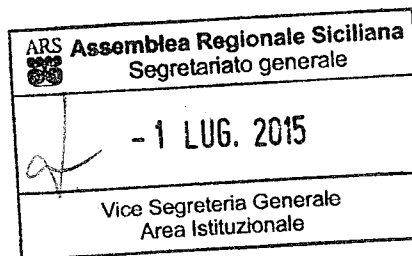 ARS Assemblea Regionale Siciliana
Segretariato generale
- 1 LUG. 2015
Vice Segreteria Generale
Area Istituzionale